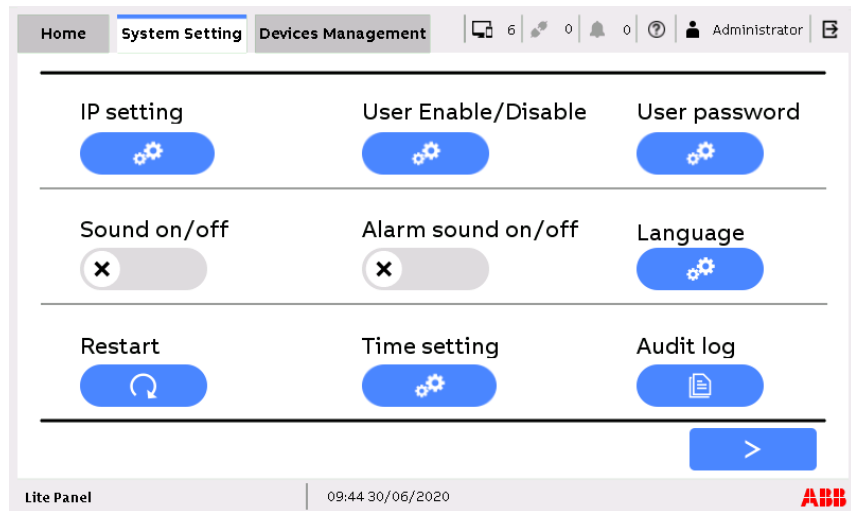 Home System Setting Devices Management 6 0 0 Administrator
IP setting User Enable/Disable User password
Sound on/off Alarm sound on/off Language
Restart Time setting Audit log
>
Lite Panel 09:44 30/06/2020 ABB